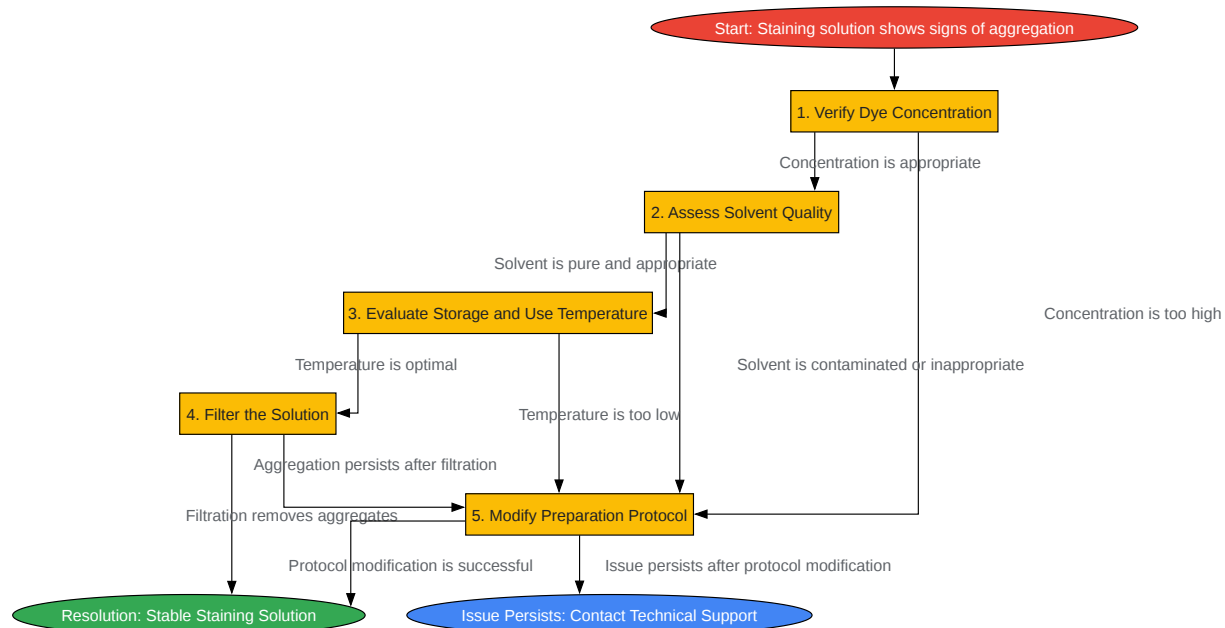 Start: Staining solution shows signs of aggregation
1. Verify Dye Concentration
Concentration is appropriate
2. Assess Solvent Quality
Solvent is pure and appropriate
3. Evaluate Storage and Use Temperature
Concentration is too high
Temperature is optimal
Solvent is contaminated or inappropriate
4. Filter the Solution
Temperature is too low
Aggregation persists after filtration
Filtration removes aggregates
5. Modify Preparation Protocol
Protocol modification is successful
Issue persists after protocol modification
Resolution: Stable Staining Solution
Issue Persists: Contact Technical Support